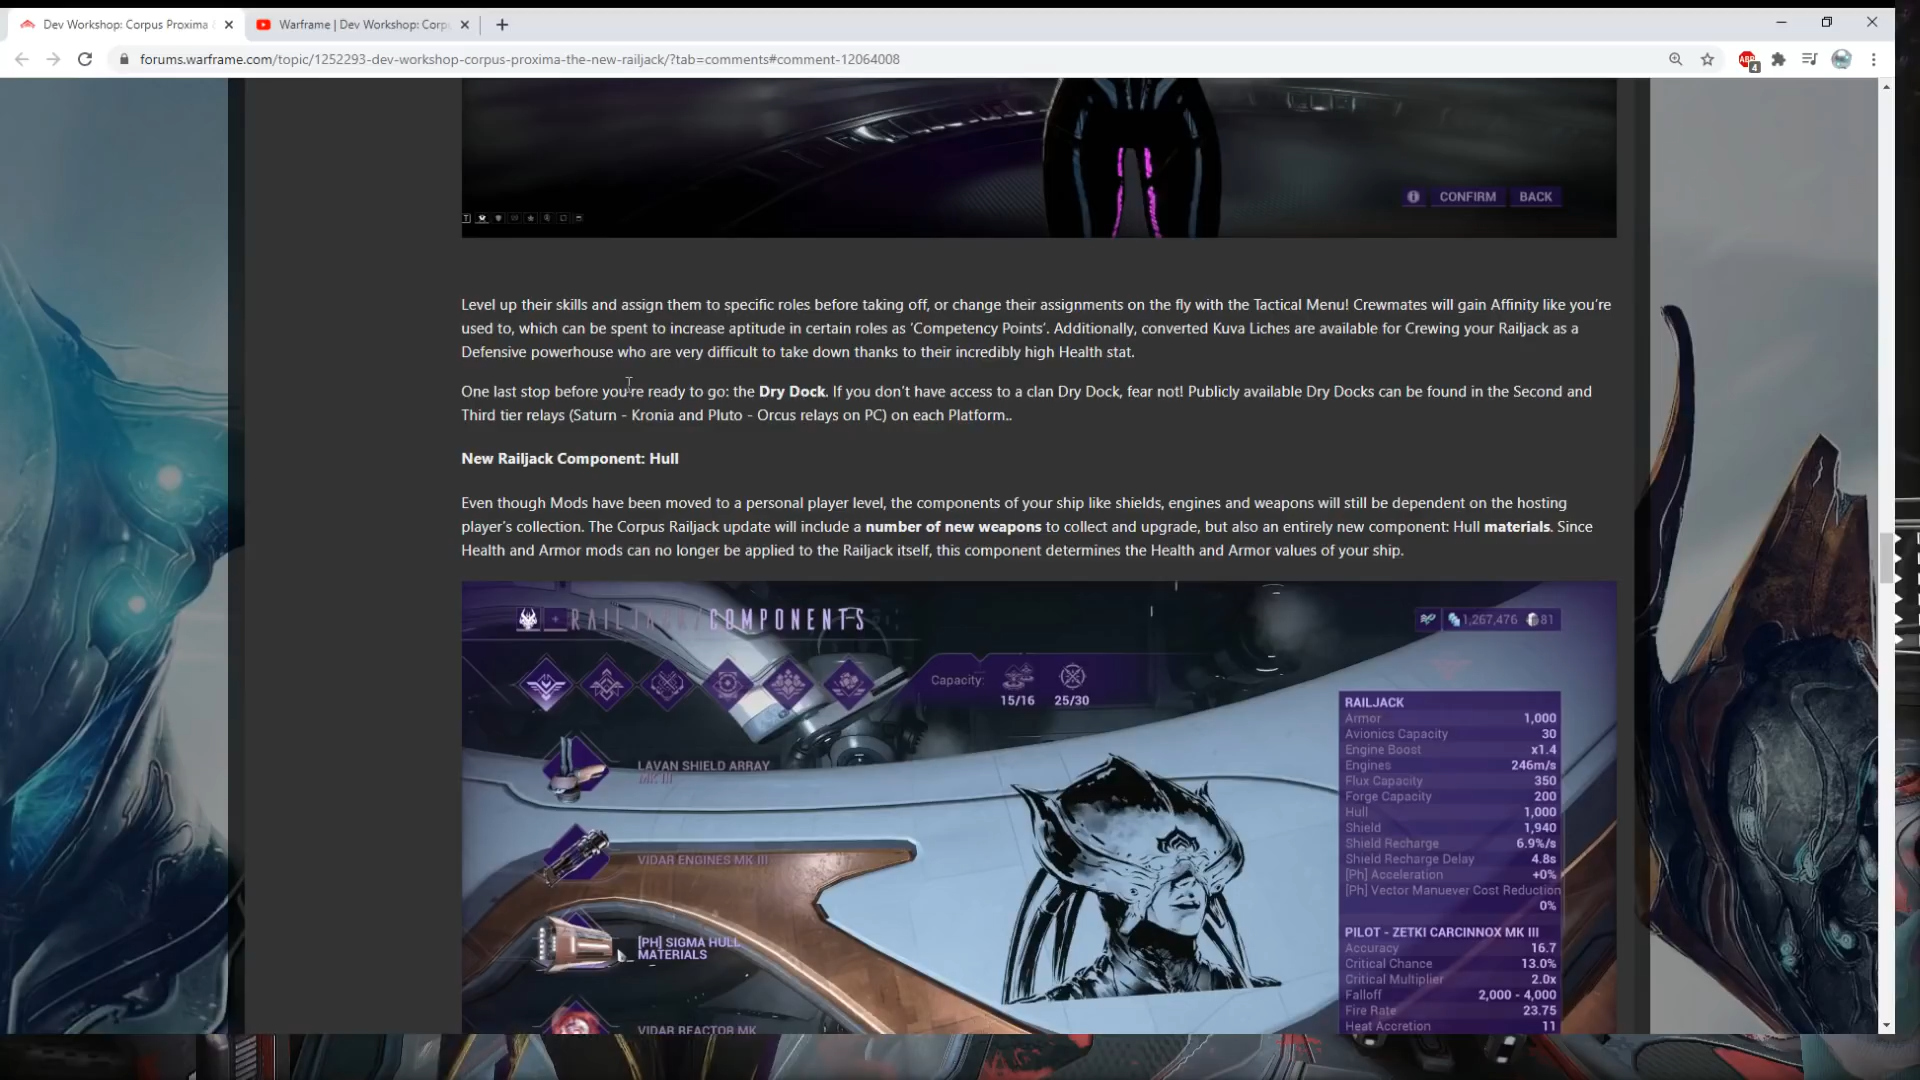 Dev Workshop: Corpus Proxima
Warframe | Dev Workshop: Corp
forums.warframe.com/topic/1252293-dev-workshop-corpus-proxima-the-new-railjack/?tab=comments#comment-12064008
ABP
4
CONFIRM
BACK
Level up their skills and assign them to specific roles before taking off, or change their assignments on the fly with the Tactical Menu! Crewmates will gain Affinity like you're
used to, which can be spent to increase aptitude in certain roles as 'Competency Points'. Additionally, converted Kuva Liches are available for Crewing your Railjack as a
Defensive powerhouse who are very difficult to take down thanks to their incredibly high Health stat.
One last stop before you're ready to go: the Dry Dock. If you don't have access to a clan Dry Dock, fear not! Publicly available Dry Docks can be found in the Second and
Third tier relays (Saturn - Kronia and Pluto - Orcus relays on PC) on each Platform..
New Railjack Component: Hull
Even though Mods have been moved to a personal player level, the components of your ship like shields, engines and weapons will still be dependent on the hosting
player's collection. The Corpus Railjack update will include a number of new weapons to collect and upgrade, but also an entirely new component: Hull materials. Since
Health and Armor mods can no longer be applied to the Railjack itself, this component determines the Health and Armor values of your ship.
RAILJACK/COMPONENTS
1,267,476 81
Capacity:
15/16 25/30
LAVAN SHIELD ARRAY
MK III
VIDAR ENGINES MK III
[PH] SIGMA HULL
MATERIALS
VIDAR REACTOR MK
RAILJACK
Armor 1,000
Avionics Capacity 30
Engine Boost x1.4
Engines 246m/s
Flux Capacity 350
Forge Capacity 200
Hull 1,000
Shield 1,940
Shield Recharge 6.9%/s
Shield Recharge Delay 4.8s
[Ph] Acceleration +0%
[Ph] Vector Manuever Cost Reduction
0%
PILOT - ZETKI CARCINNOX MK III
Accuracy 16.7
Critical Chance 13.0%
Critical Multiplier 2.0x
Falloff 2,000 - 4,000
Fire Rate 23.75
Heat Accretion 11